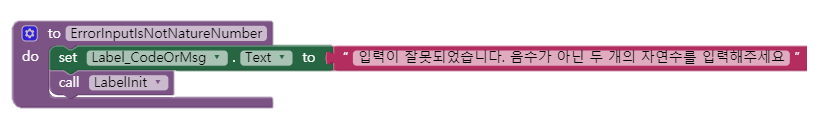 to ErrorInputIsNotNatureNumber
do set Label_CodeOrMsg . Text to " 입력이 잘못되었습니다. 음수가 아닌 두 개의 자연수를 입력해주세요 "
call LabelInit